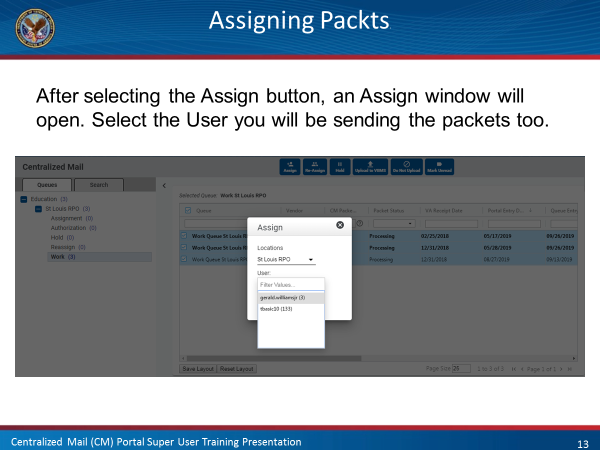 Assigning Packts
After selecting the Assign button, an Assign window will
open. Select the User you will be sending the packets too.
Centralized Mail
Assign Re-Assign Hold Upload to VBMS Do Not Upload Mark Unread
Queues Search
Selected Queue: Work St Louis RPO
Education (3)
St Louis RPO (3)
Assignment (0)
Authorization (0)
Hold (0)
Reassign (0)
Work (3)
Queue Vendor CM Packe... Packet Status VA Receipt Date Portal Entry D... Queue Entry
Work Queue St Louis R Processing 02/25/2018 05/17/2019 09/26/2019
Work Queue St Louis R Processing 12/31/2018 05/28/2019 09/26/2019
Work Queue St Louis R Processing 12/31/2018 08/27/2019 09/13/2019
Assign
Locations
St Louis RPO
User:
Filter Values...
gerald.williamsjr (3)
tbasic10 (133)
Save Layout Reset Layout
Page Size 20 1 to 3 of 3 Page 1 of 1
Centralized Mail (CM) Portal Super User Training Presentation
13